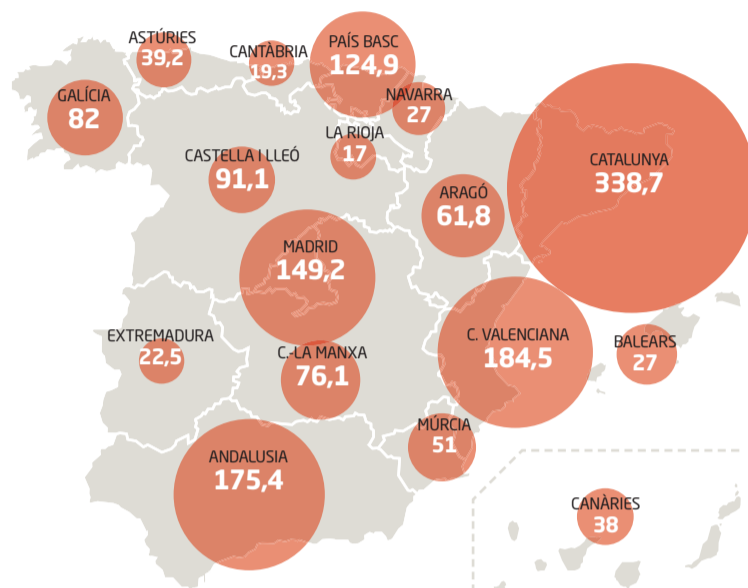 ASTÚRIES
39,2
CANTÀBRIA
19,3
PAÍS BASC
124,9
GALÍCIA
82
NAVARRA
27
LA RIOJA
17
CASTELLA I LLEÓ
91,1
CATALUNYA
338,7
ARAGÓ
61,8
MADRID
149,2
EXTREMADURA
22,5
C.-LA MANXA
76,1
C. VALENCIANA
184,5
BALEARS
27
MÚRCIA
51
ANDALUSIA
175,4
CANÀRIES
38